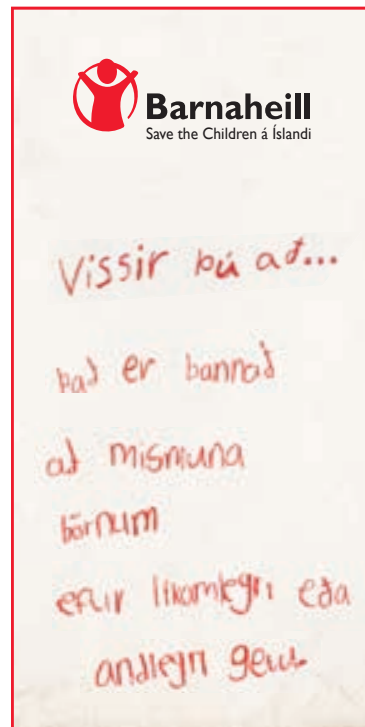 Barnaheill
Save the Children á Íslandi
Vissir þú að...
það er bannað
að mismuna
börnum
eftir líkamlegri eða
andlegri getu.